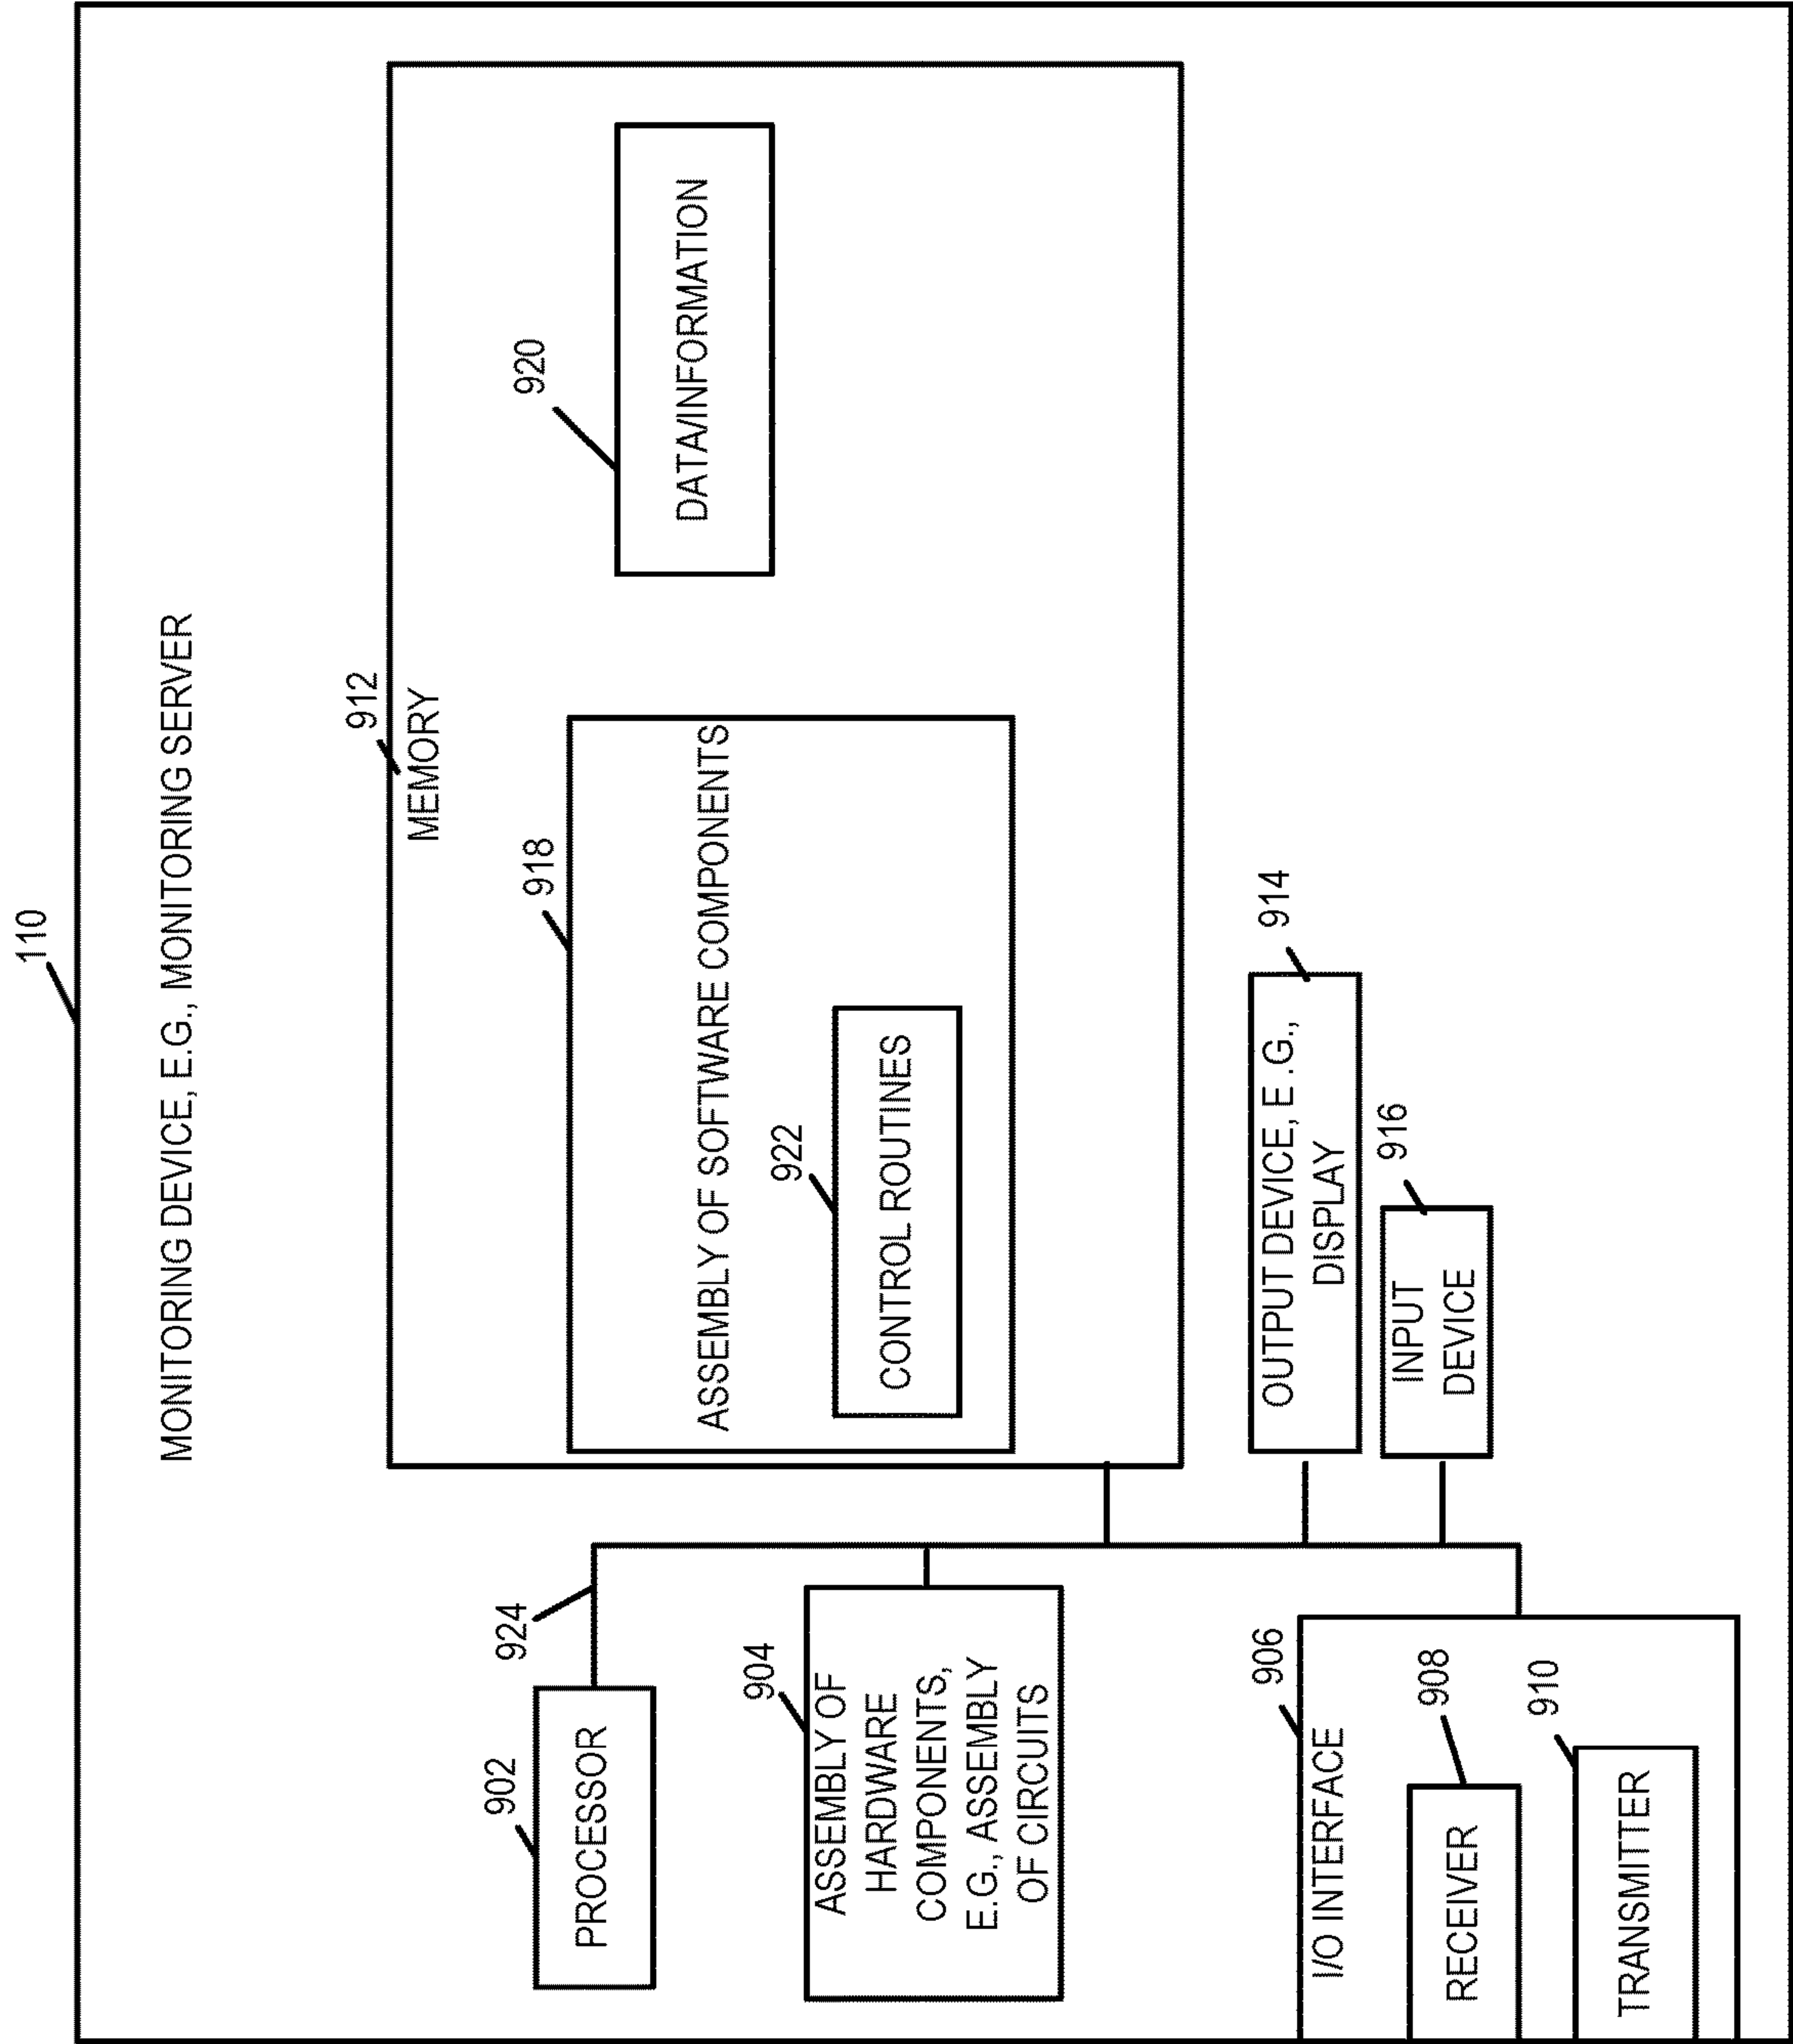 110
MONITORING DEVICE, E.G., MONITORING SERVER
902
PROCESSOR
924
904
ASSEMBLY OF
HARDWARE
COMPONENTS,
E.G., ASSEMBLY
OF CIRCUITS
906
I/O INTERFACE
908
RECEIVER
910
TRANSMITTER
912
MEMORY
918
ASSEMBLY OF SOFTWARE COMPONENTS
922
CONTROL ROUTINES
920
DATA/INFORMATION
914
OUTPUT DEVICE, E .G.,
DISPLAY
916
INPUT
DEVICE